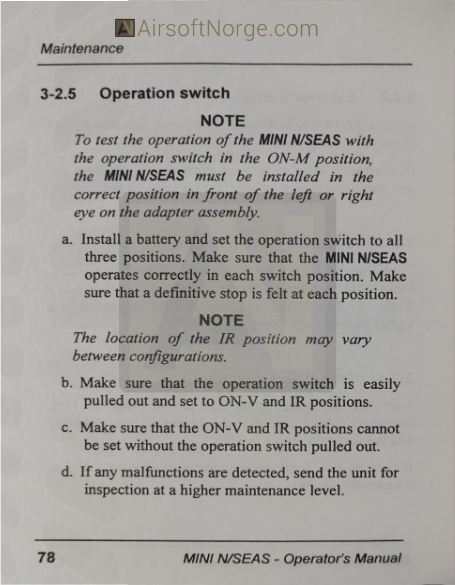 AirsoftNorge.com
Maintenance
3-2.5 Operation switch
NOTE
To test the operation of the MINI N/SEAS with
the operation switch in the ON-M position,
the MINI N/SEAS must be installed in the
correct position in front of the left or right
eye on the adapter assembly.
a. Install a battery and set the operation switch to all
three positions. Make sure that the MINI N/SEAS
operates correctly in each switch position. Make
sure that a definitive stop is felt at each position.
NOTE
The location of the IR position may vary
between configurations.
b. Make sure that the operation switch is easily
pulled out and set to ON-V and IR positions.
c. Make sure that the ON-V and IR positions cannot
be set without the operation switch pulled out.
d. If any malfunctions are detected, send the unit for
inspection at a higher maintenance level.
78 MINI N/SEAS - Operator's Manual